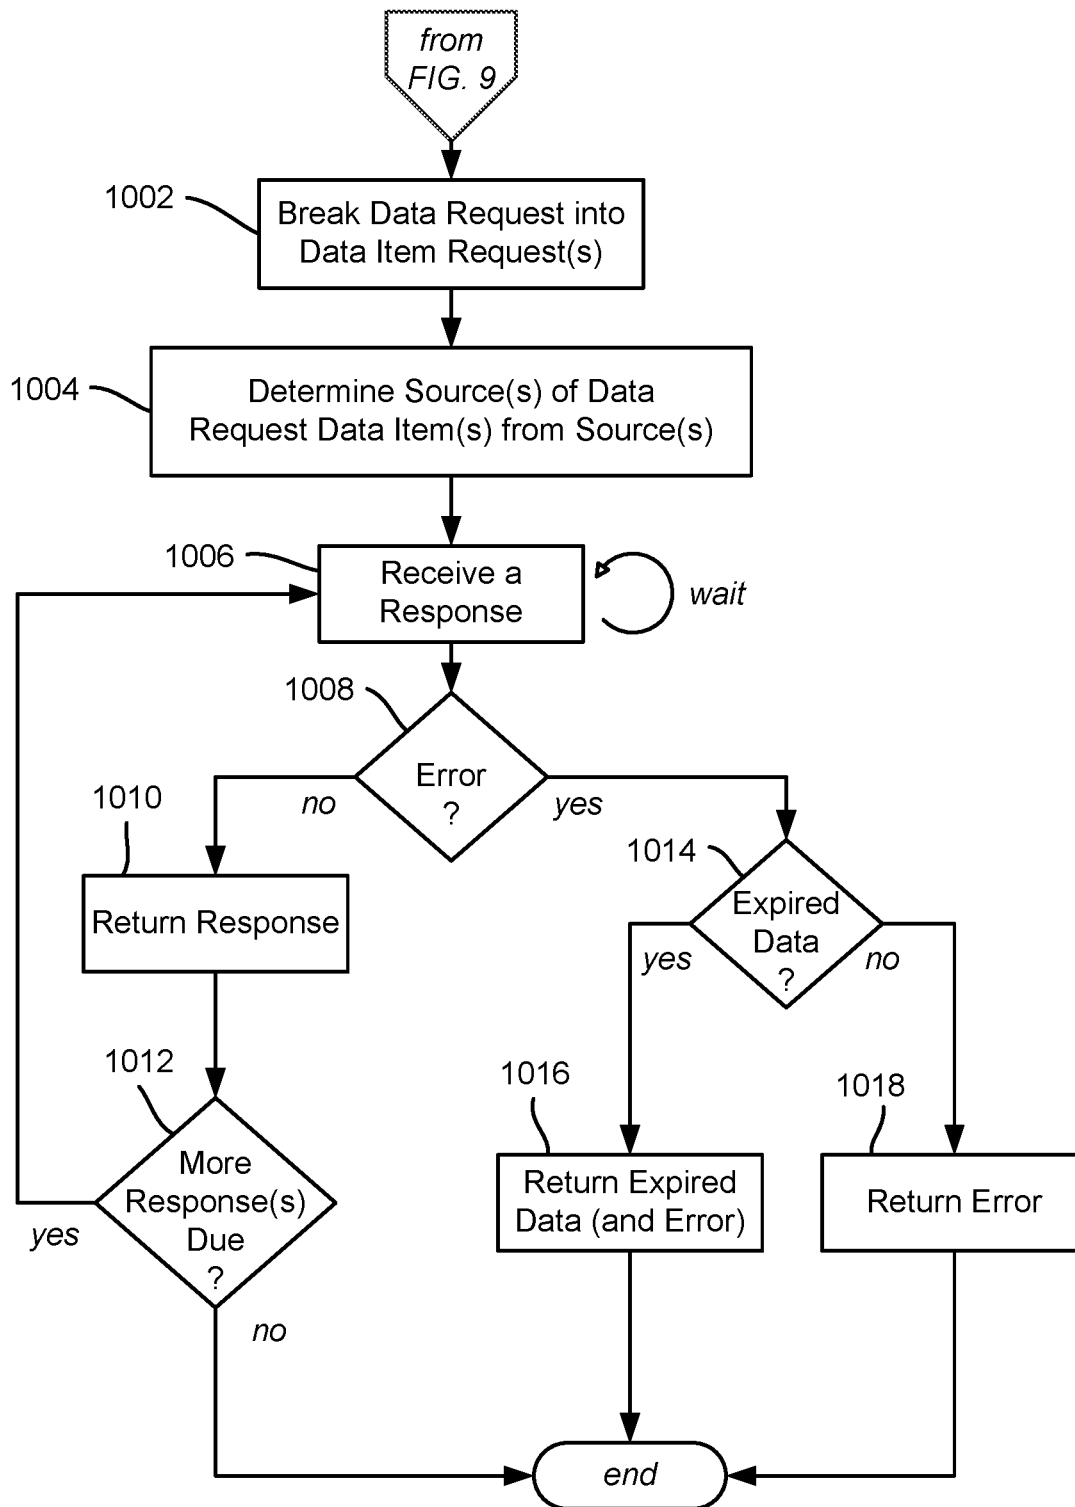 from
FIG. 9
1002
Break Data Request into
Data Item Request(s)
1004
Determine Source(s) of Data
Request Data Item(s) from Source(s)
1006
Receive a
Response
wait
1008
Error
?
no
yes
1010
Return Response
1014
Expired
Data
?
yes
no
1012
More
Response(s)
Due
?
yes
no
1016
Return Expired
Data (and Error)
1018
Return Error
end